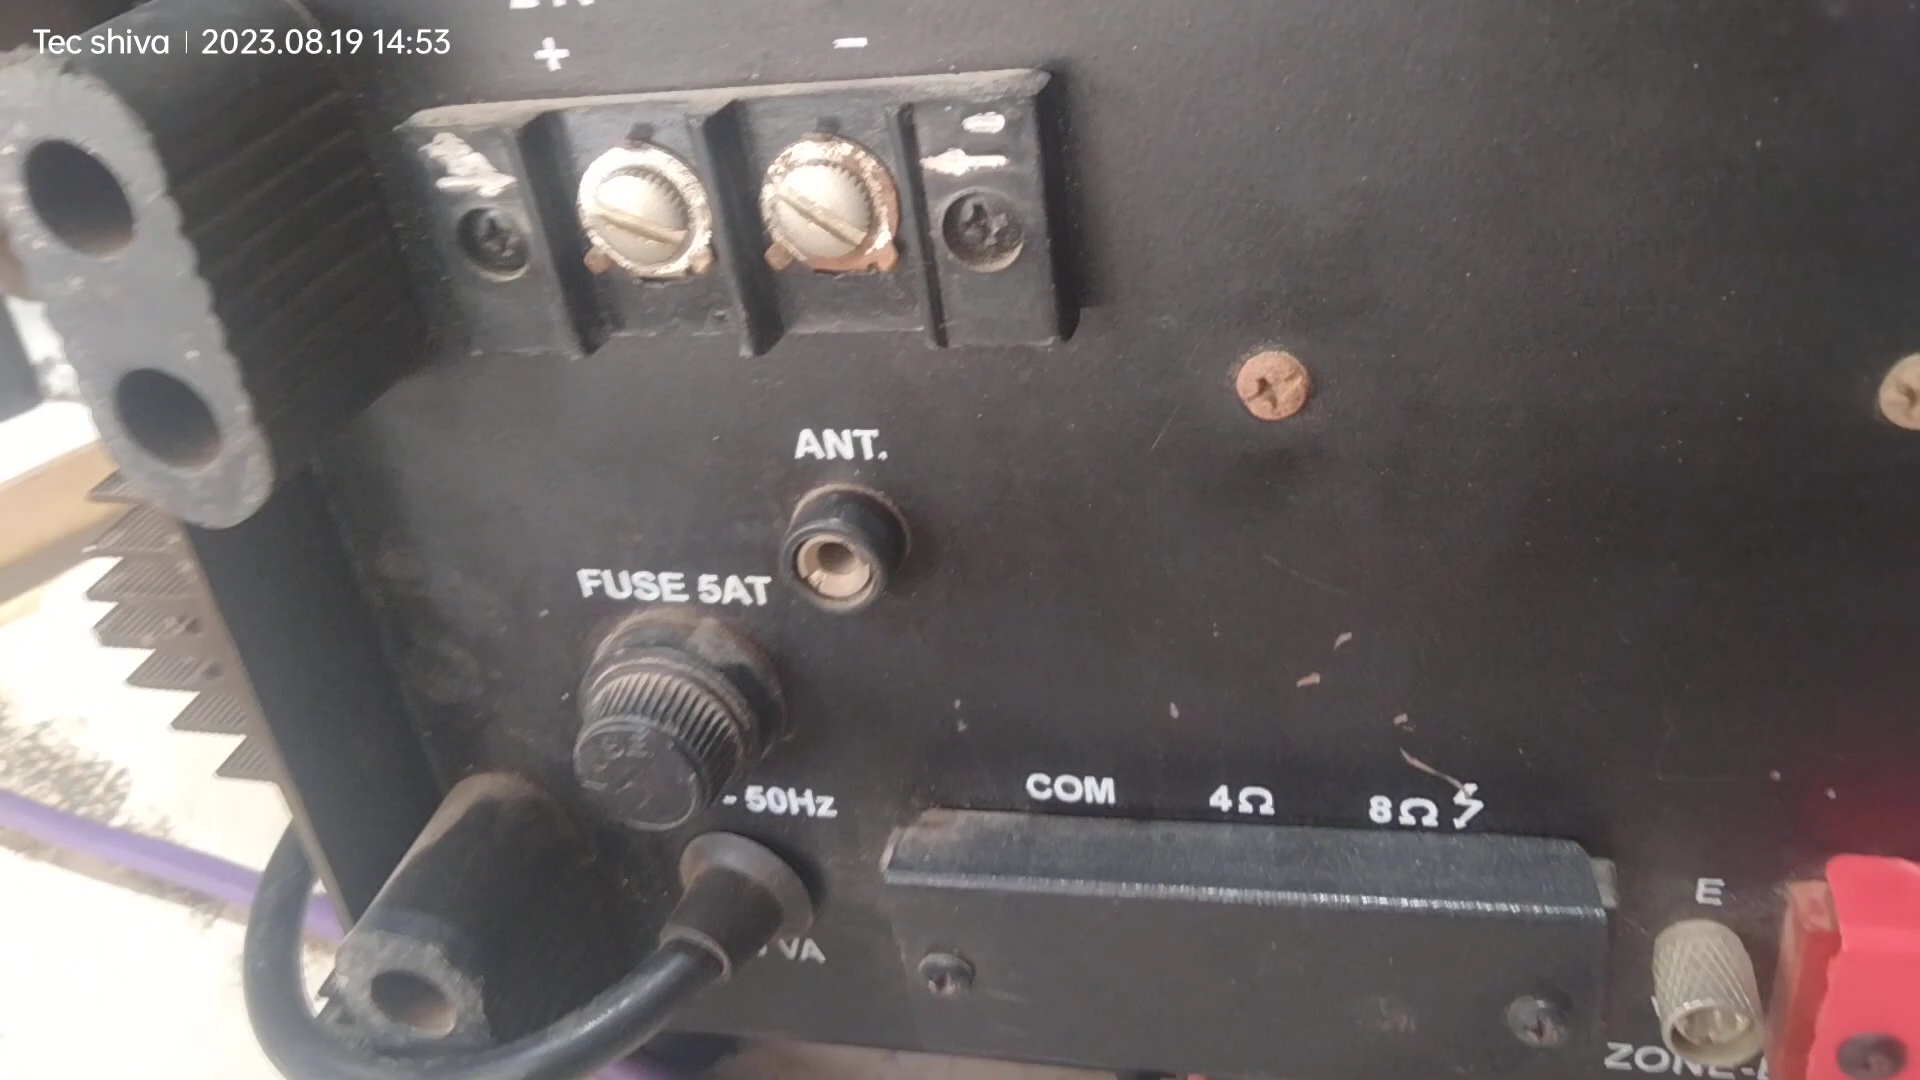 Tec shiva | 2023.08.19 14:53
+ −
ANT.
FUSE 5AT
- 50Hz
COM 4Ω 8Ω
VA
E